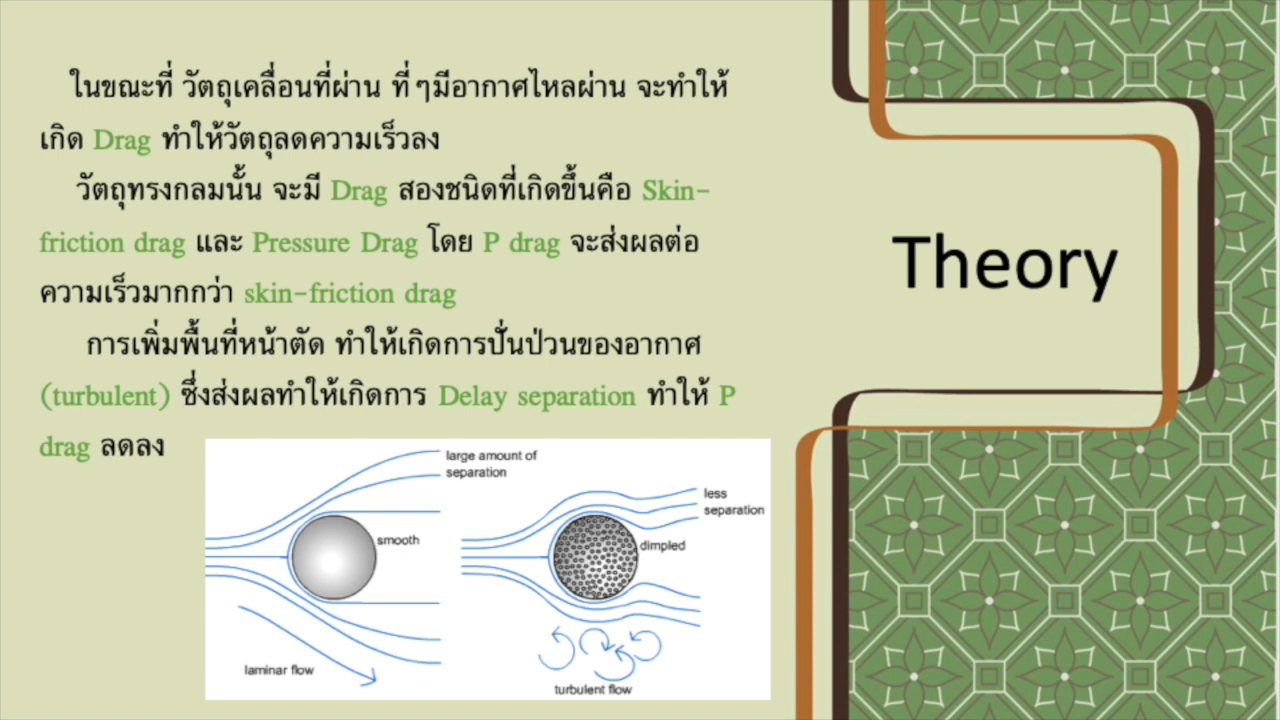 ในขณะที่ วัตถุเคลื่อนที่ผ่าน ที่ ๆมีอากาศไหลผ่าน จะทำให้
เกิด Drag ทำให้วัตถุลดความเร็วลง
วัตถุทรงกลมนั้น จะมี Drag สองชนิดที่เกิดขึ้นคือ Skin-
friction drag และ Pressure Drag โดย P drag จะส่งผลต่อ
ความเร็วมากกว่า skin-friction drag
การเพิ่มพื้นที่หน้าตัด ทำให้เกิดการปั่นป่วนของอากาศ
(turbulent) ซึ่งส่งผลทำให้เกิดการ Delay separation ทำให้ P
drag ลดลง
large amount of
separation
smooth
laminar flow
less
separation
dimpled
turbulent flow
Theory